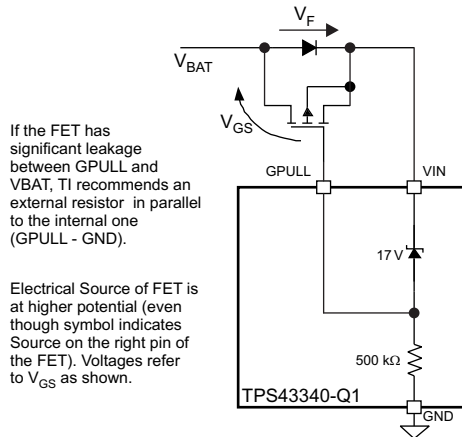 V_F
V_BAT
V_GS
If the FET has
significant leakage
between GPULL and
VBAT, TI recommends an
external resistor in parallel
to the internal one
(GPULL - GND).
GPULL
VIN
17 V
Electrical Source of FET is
at higher potential (even
though symbol indicates
Source on the right pin of
the FET). Voltages refer
to V_GS as shown.
500 kΩ
TPS43340-Q1
GND